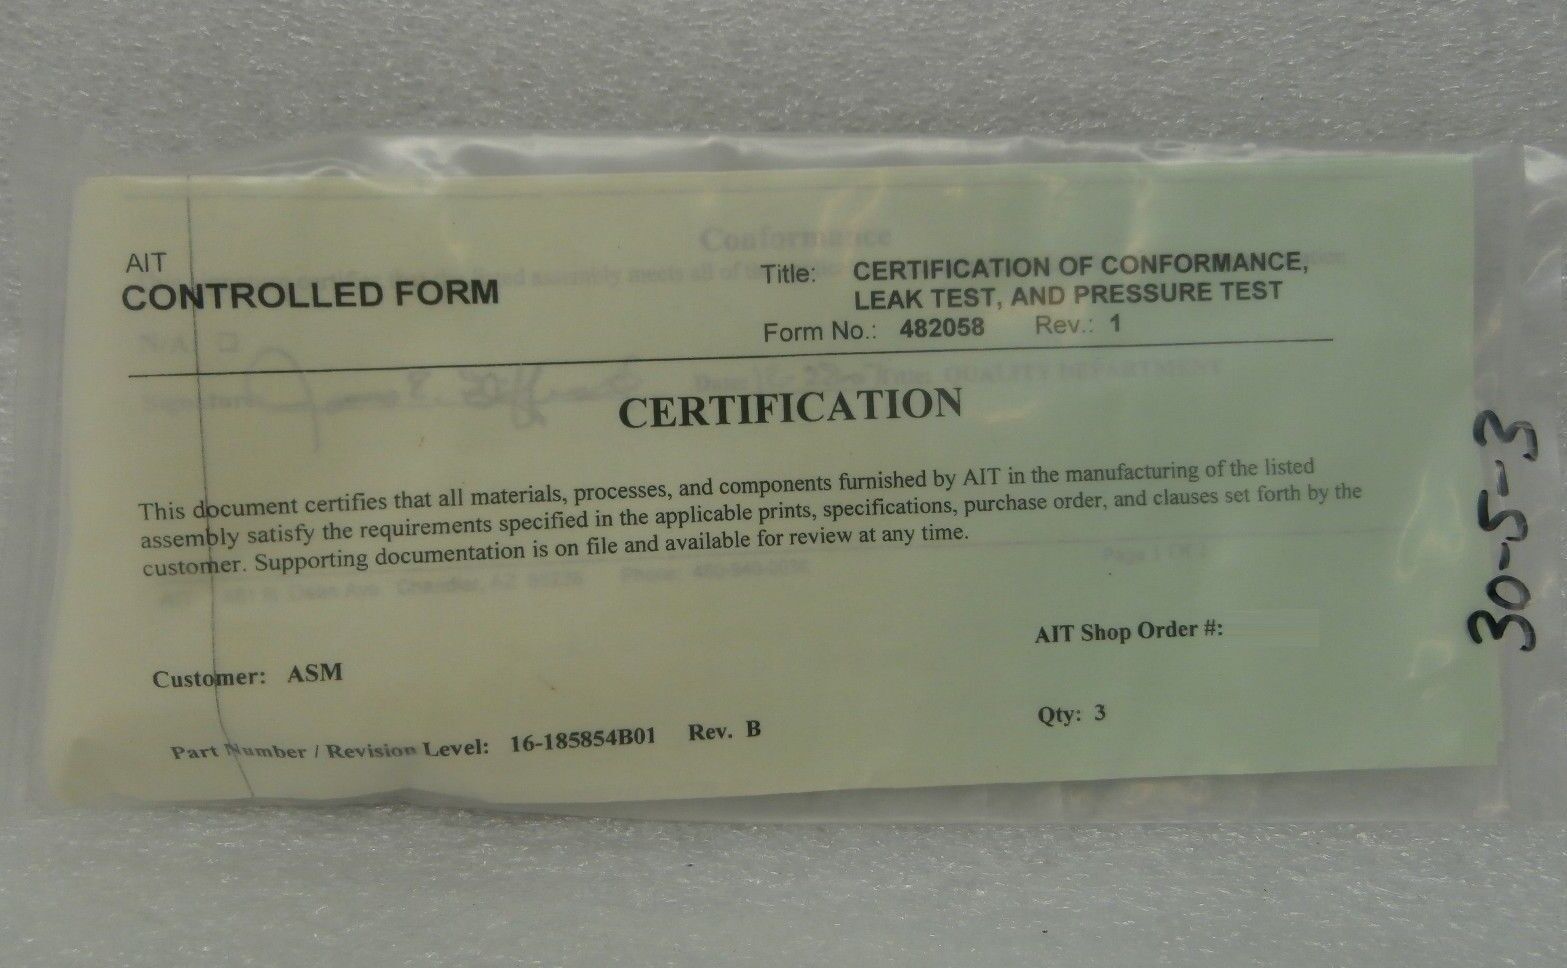 AIT
CONTROLLED FORM
Title: CERTIFICATION OF CONFORMANCE,
LEAK TEST, AND PRESSURE TEST
Form No.: 482058 Rev.: 1
CERTIFICATION
This document certifies that all materials, processes, and components furnished by AIT in the manufacturing of the listed
assembly satisfy the requirements specified in the applicable prints, specifications, purchase order, and clauses set forth by the
customer. Supporting documentation is on file and available for review at any time.
AIT Shop Order #:
Customer: ASM
Qty: 3
Part Number / Revision Level: 16-185854B01 Rev. B
30-5-3
Conformance